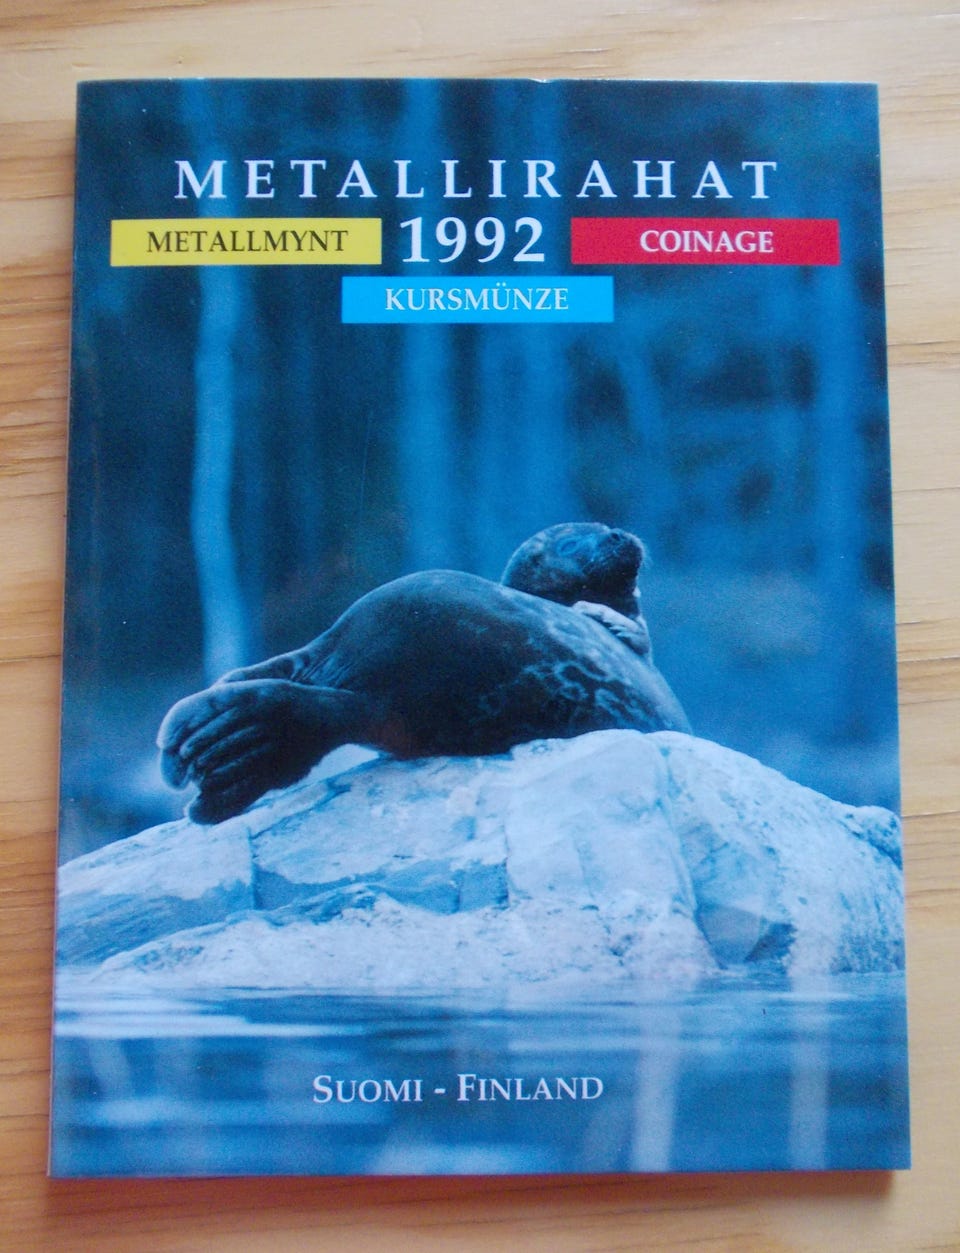 METALLIRAHAT
METALLMYNT 1992 COINAGE
KURSMÜNZE
SUOMI - FINLAND